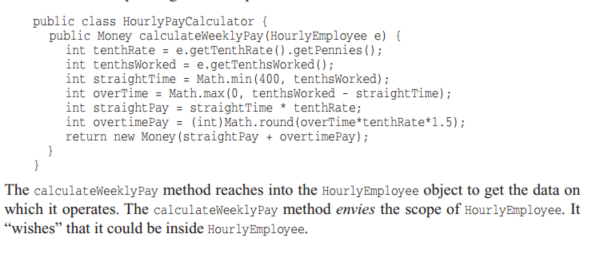 public class HourlyPayCalculator {
public Money calculateWeeklyPay(HourlyEmployee e) {
int tenthRate = e.getTenthRate().getPennies();
int tenthsWorked = e.getTenthsWorked();
int straightTime = Math.min(400, tenthsWorked);
int overTime = Math.max(0, tenthsWorked - straightTime);
int straightPay = straightTime * tenthRate;
int overtimePay = (int)Math.round(overTime*tenthRate*1.5);
return new Money(straightPay + overtimePay);
}
}
The calculateWeeklyPay method reaches into the HourlyEmployee object to get the data on
which it operates. The calculateWeeklyPay method envies the scope of HourlyEmployee. It
“wishes” that it could be inside HourlyEmployee.